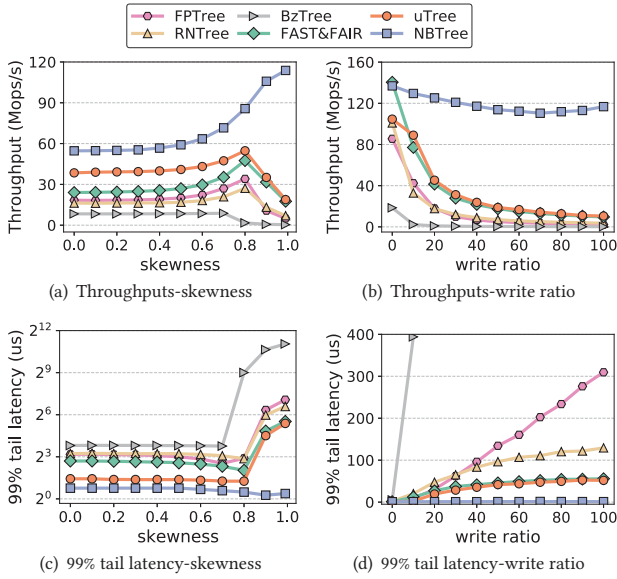 FPTree BzTree uTree
RNTree FAST&FAIR NBTree
Throughput (Mops/s)
120
90
60
30
0
0.0 0.2 0.4 0.6 0.8 1.0
skewness
(a) Throughputs-skewness
Throughput (Mops/s)
160
120
80
40
0
0 20 40 60 80 100
write ratio
(b) Throughputs-write ratio
99% tail latency (us)
2^12
2^9
2^6
2^3
2^0
0.0 0.2 0.4 0.6 0.8 1.0
skewness
(c) 99% tail latency-skewness
99% tail latency (us)
400
300
200
100
0
0 20 40 60 80 100
write ratio
(d) 99% tail latency-write ratio